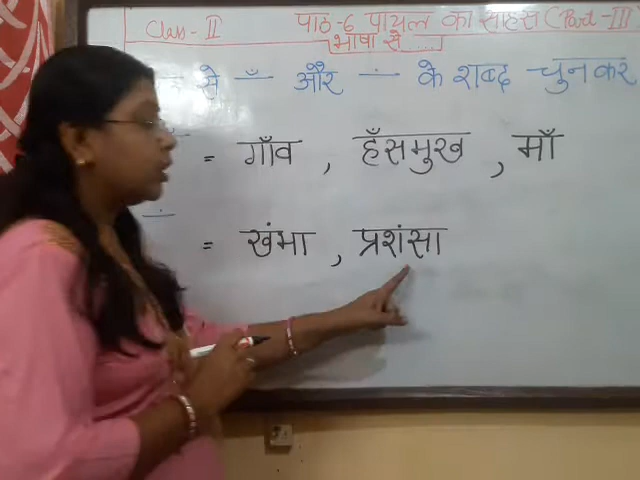 Class - II पाठ-6 पायल का साहस (Part-III)
भाषा से .....
से ँ और ं के शब्द चुनकर
ँ = गाँव , हँसमुख , माँ
ं = खंभा , प्रशंसा